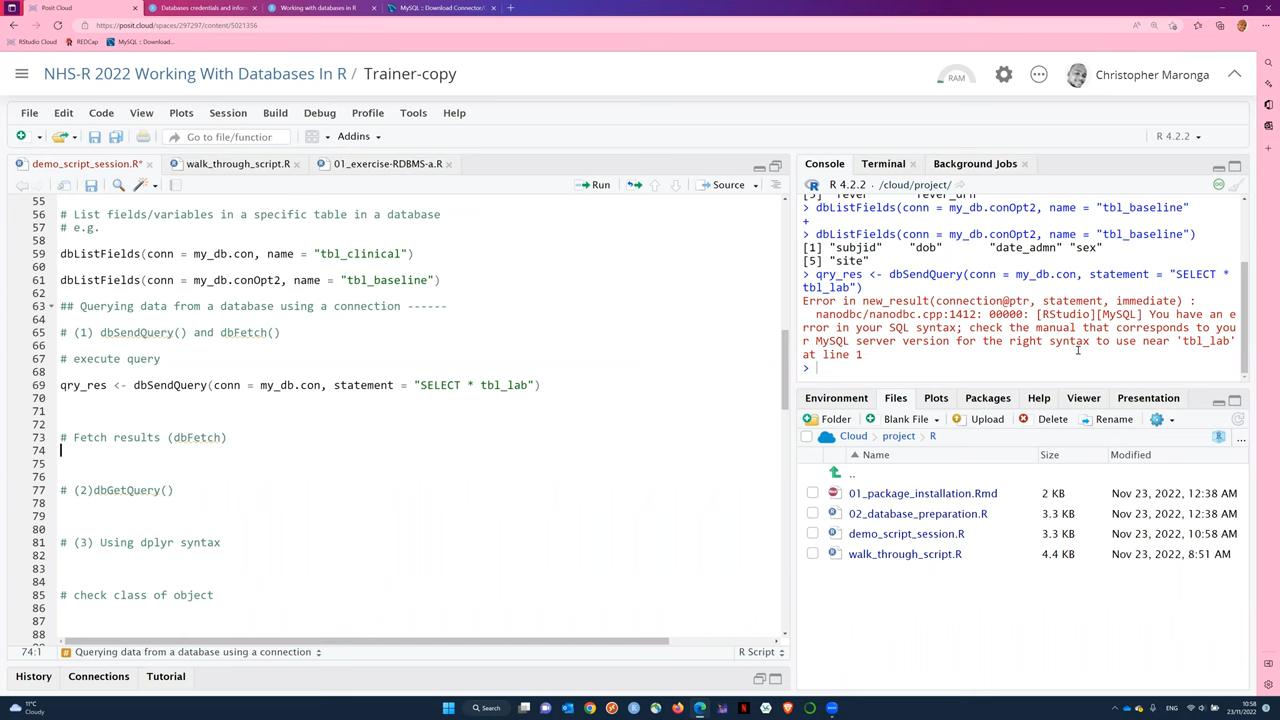 Posit Cloud
Databases credentials and infor
Working with databases in R
MySQL :: Download Connector/C
https://posit.cloud/spaces/297297/content/5021356
RStudio Cloud
REDCap
MySQL :: Download...
NHS-R 2022 Working With Databases In R / Trainer-copy
RAM
Christopher Maronga
File Edit Code View Plots Session Build Debug Profile Tools Help
Go to file/function
Addins
R 4.2.2
demo_script_session.R*
walk_through_script.R
01_exercise-RDBMS-a.R
Run
Source
55
56 # List fields/variables in a specific table in a database
57 # e.g.
58
59 dbListFields(conn = my_db.con, name = "tbl_clinical")
60
61 dbListFields(conn = my_db.conOpt2, name = "tbl_baseline")
62
63 ## Querying data from a database using a connection ------
64
65 # (1) dbSendQuery() and dbFetch()
66
67 # execute query
68
69 qry_res <- dbSendQuery(conn = my_db.con, statement = "SELECT * tbl_lab")
70
71
72
73 # Fetch results (dbFetch)
74
75
76
77 # (2)dbGetQuery()
78
79
80
81 # (3) Using dplyr syntax
82
83
84
85 # check class of object
86
87
88
74:1
Querying data from a database using a connection
R Script
History
Connections
Tutorial
Console
Terminal
Background Jobs
R 4.2.2 · /cloud/project/
[5] "fever" "fever_drn"
> dbListFields(conn = my_db.conOpt2, name = "tbl_baseline"
+
> dbListFields(conn = my_db.conOpt2, name = "tbl_baseline")
[1] "subjid" "dob" "date_admn" "sex"
[5] "site"
> qry_res <- dbSendQuery(conn = my_db.con, statement = "SELECT *
tbl_lab")
Error in new_result(connection@ptr, statement, immediate) :
nanodbc/nanodbc.cpp:1412: 00000: [RStudio][MySQL] You have an e
rror in your SQL syntax; check the manual that corresponds to you
r MySQL server version for the right syntax to use near 'tbl_lab'
at line 1
>
Environment
Files
Plots
Packages
Help
Viewer
Presentation
Folder
Blank File
Upload
Delete
Rename
Cloud
project
R
Name
Size
Modified
..
01_package_installation.Rmd 2 KB Nov 23, 2022, 12:38 AM
02_database_preparation.R 3.3 KB Nov 23, 2022, 12:38 AM
demo_script_session.R 3.3 KB Nov 23, 2022, 10:58 AM
walk_through_script.R 4.4 KB Nov 23, 2022, 8:51 AM
11°C
Cloudy
Search
ENG
10:58
23/11/2022